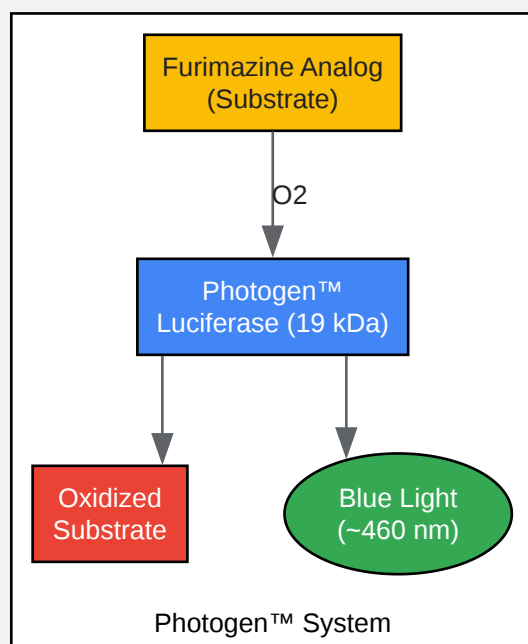 Furimazine Analog
(Substrate)
O2
Photogen™
Luciferase (19 kDa)
Oxidized
Substrate
Blue Light
(~460 nm)
Photogen™ System